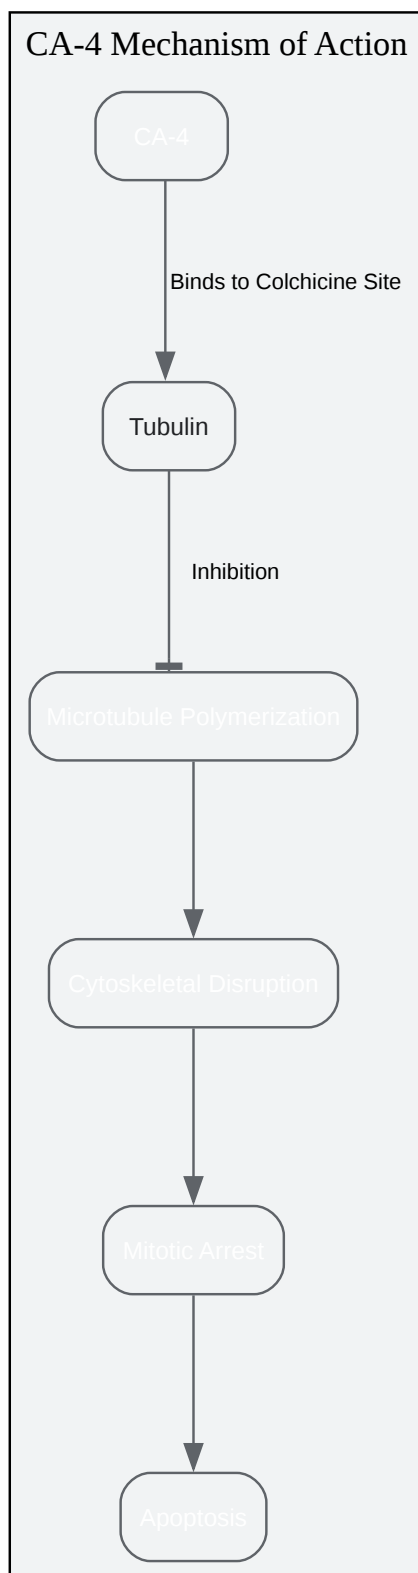 CA-4 Mechanism of Action
CA-4
Binds to Colchicine Site
Tubulin
Inhibition
Microtubule Polymerization
Cytoskeletal Disruption
Mitotic Arrest
Apoptosis